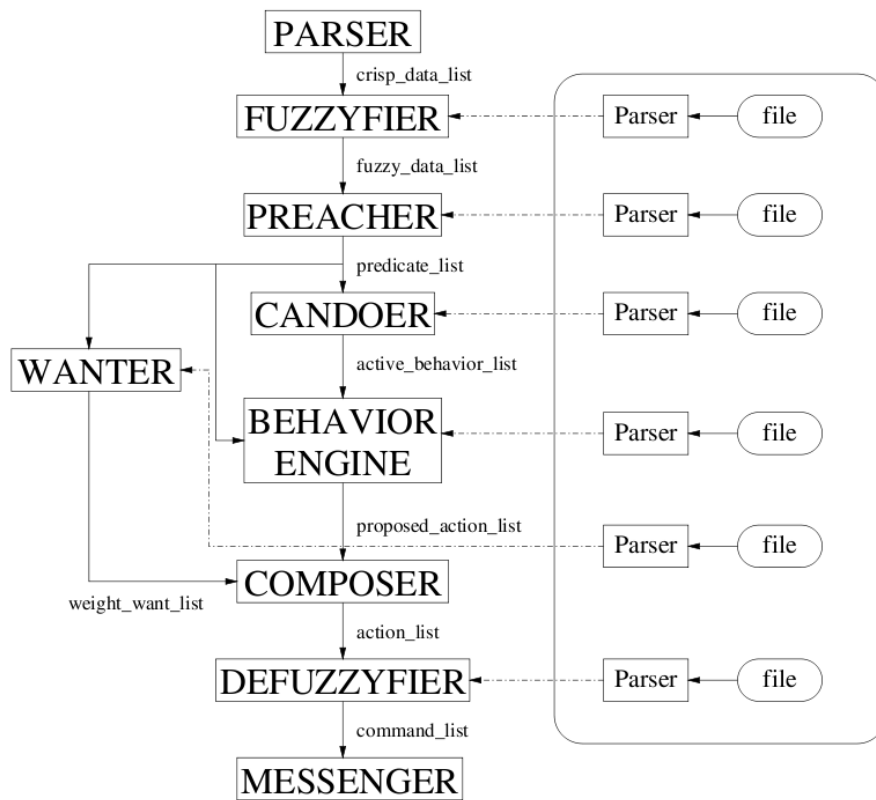 PARSER
crisp_data_list
FUZZYFIER
Parser
file
fuzzy_data_list
PREACHER
Parser
file
predicate_list
CANDOER
Parser
file
WANTER
active_behavior_list
BEHAVIOR
ENGINE
Parser
file
proposed_action_list
Parser
file
COMPOSER
weight_want_list
action_list
DEFUZZYFIER
Parser
file
command_list
MESSENGER